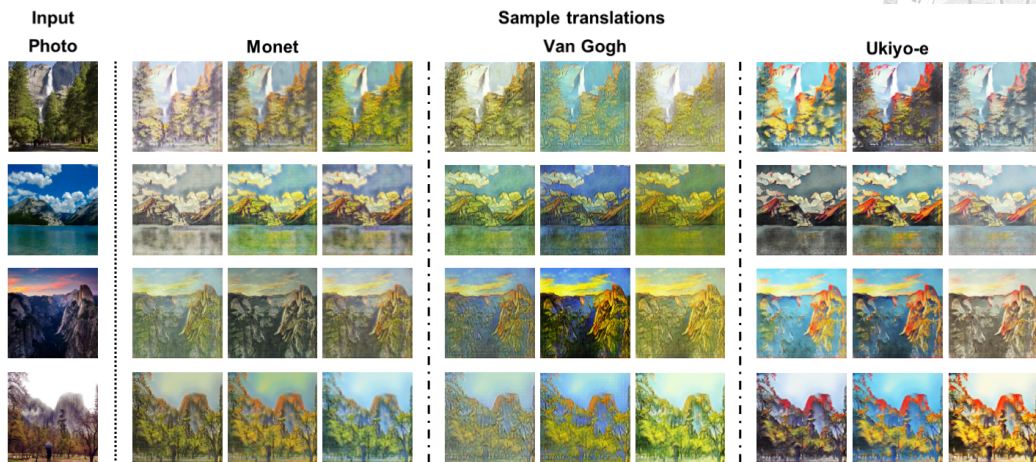 Input
Photo
Sample translations
Monet
Van Gogh
Ukiyo-e